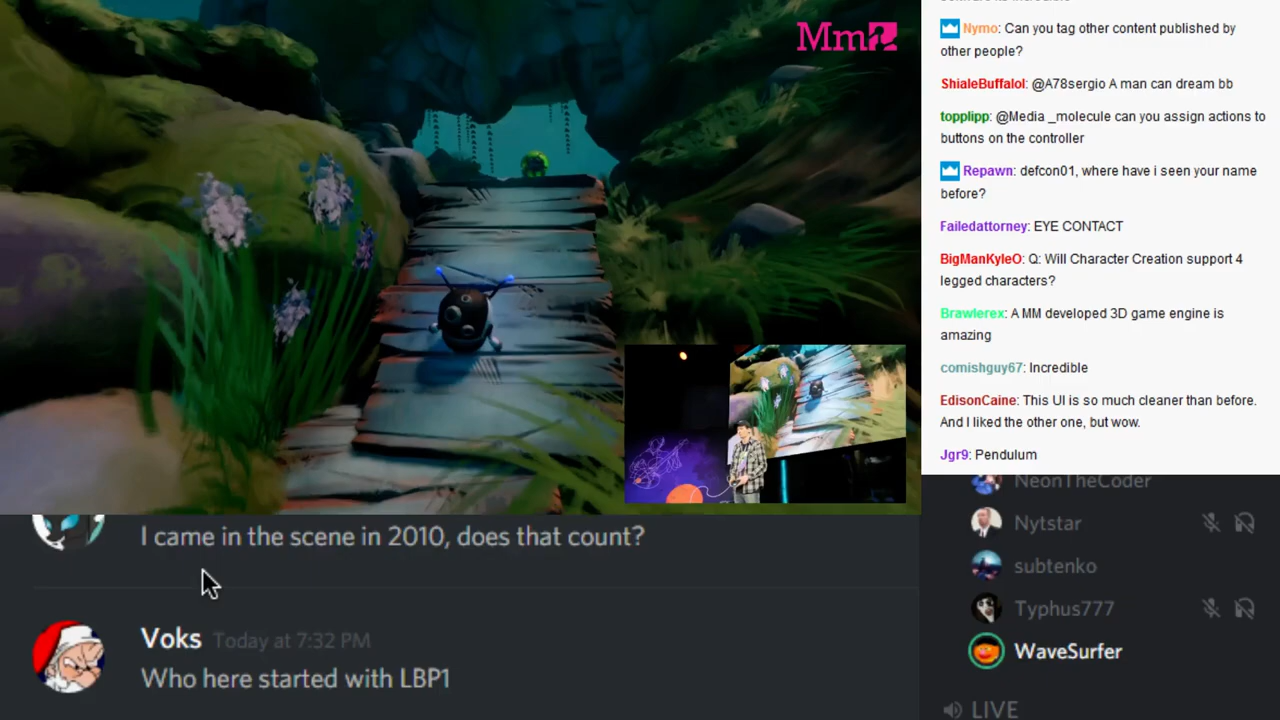 Mm
Nymo: Can you tag other content published by
other people?
ShialeBuffalol: @A78sergio A man can dream bb
topplipp: @Media _molecule can you assign actions to
buttons on the controller
Repawn: defcon01, where have i seen your name
before?
Failedattorney: EYE CONTACT
BigManKyleO: Q: Will Character Creation support 4
legged characters?
Brawlerex: A MM developed 3D game engine is
amazing
comishguy67: Incredible
EdisonCaine: This UI is so much cleaner than before.
And I liked the other one, but wow.
Jgr9: Pendulum
NeonTheCoder
Nytstar
subtenko
Typhus777
WaveSurfer
LIVE
I came in the scene in 2010, does that count?
Voks Today at 7:32 PM
Who here started with LBP1